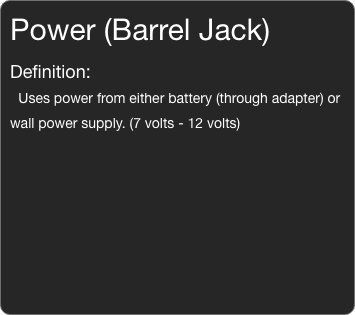 Power (Barrel Jack)
Definition:
Uses power from either battery (through adapter) or
wall power supply. (7 volts - 12 volts)